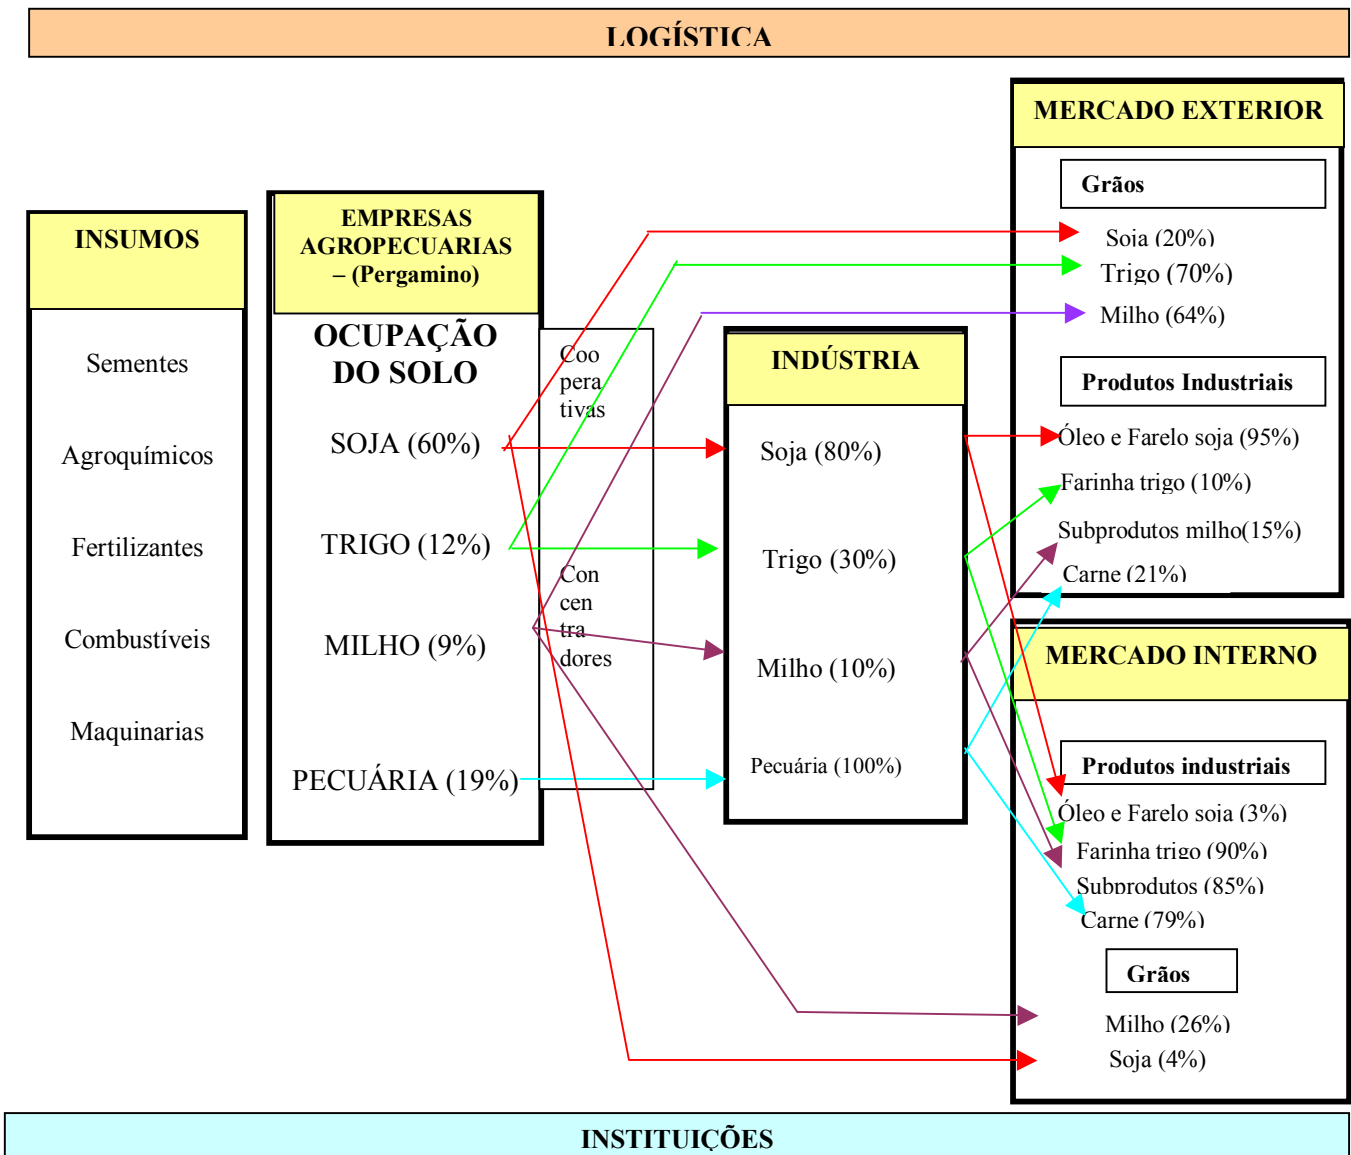 LOGÍSTICA
INSUMOS
Sementes
Agroquímicos
Fertilizantes
Combustíveis
Maquinarias
EMPRESAS
AGROPECUARIAS
– (Pergamino)
OCUPAÇÃO
DO SOLO
SOJA (60%)
TRIGO (12%)
MILHO (9%)
PECUÁRIA (19%)
Coo
pera
tivas
Con
cen
tra
dores
INDÚSTRIA
Soja (80%)
Trigo (30%)
Milho (10%)
Pecuária (100%)
MERCADO EXTERIOR
Grãos
Soja (20%)
Trigo (70%)
Milho (64%)
Produtos Industriais
Óleo e Farelo soja (95%)
Farinha trigo (10%)
Subprodutos milho(15%)
Carne (21%)
MERCADO INTERNO
Produtos industriais
Óleo e Farelo soja (3%)
Farinha trigo (90%)
Subprodutos (85%)
Carne (79%)
Grãos
Milho (26%)
Soja (4%)
INSTITUIÇÕES